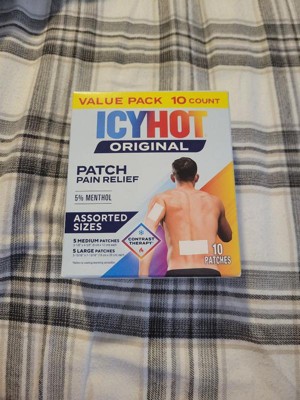 VALUE PACK 10 COUNT
ICYHOT
ORIGINAL
PATCH
PAIN RELIEF
5% MENTHOL
ASSORTED
SIZES
5 MEDIUM PATCHES
5 LARGE PATCHES
CONTRAST
THERAPY
10
PATCHES